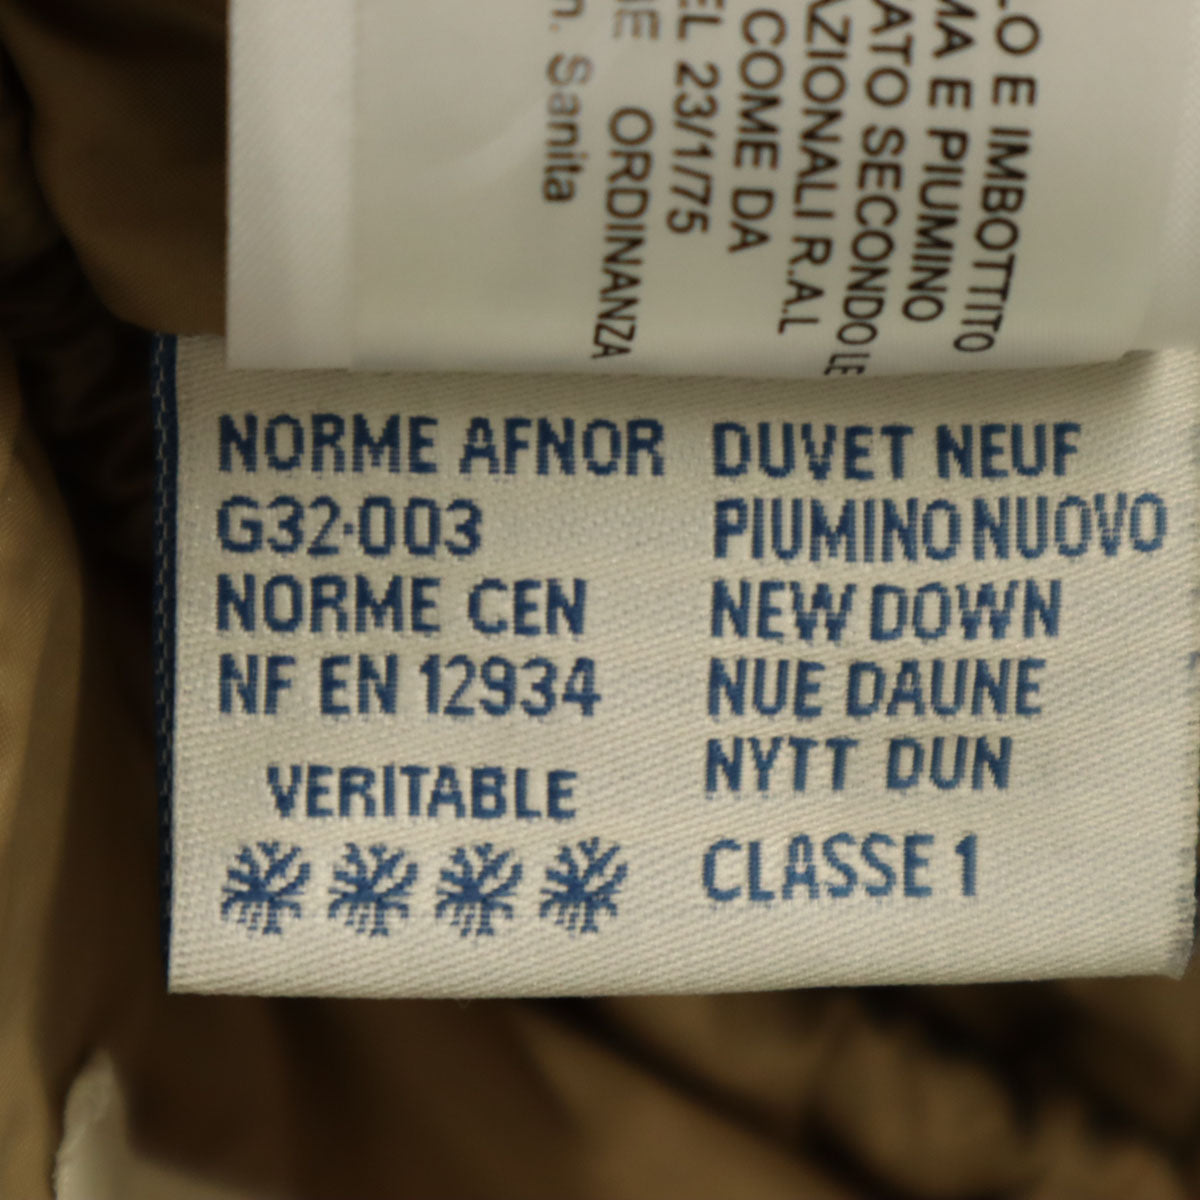 LO E IMBOTTITO
MA E PIUMINO
ATO SECONDO LE
AZIONALI R.A.L
COME DA
EL 23/1/75
ORDINANZA
n. Sanita
NORME AFNOR
G32·003
NORME CEN
NF EN 12934
VERITABLE
DUVET NEUF
PIUMINO NUOVO
NEW DOWN
NUE DAUNE
NYTT DUN
CLASSE 1